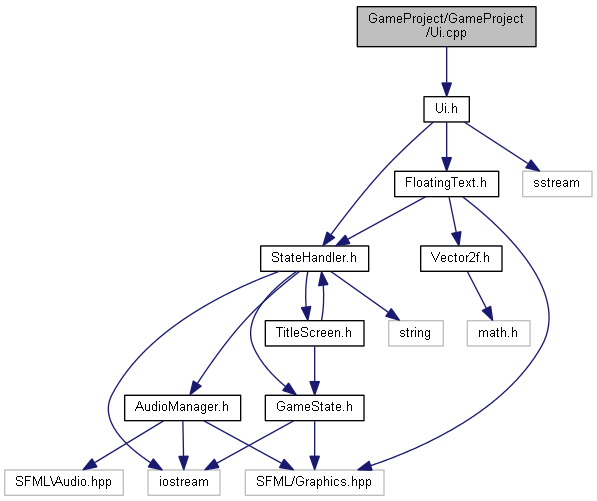 GameProject/GameProject
/Ui.cpp
Ui.h
FloatingText.h
sstream
StateHandler.h
Vector2f.h
TitleScreen.h
string
math.h
AudioManager.h
GameState.h
SFML\Audio.hpp
iostream
SFML/Graphics.hpp